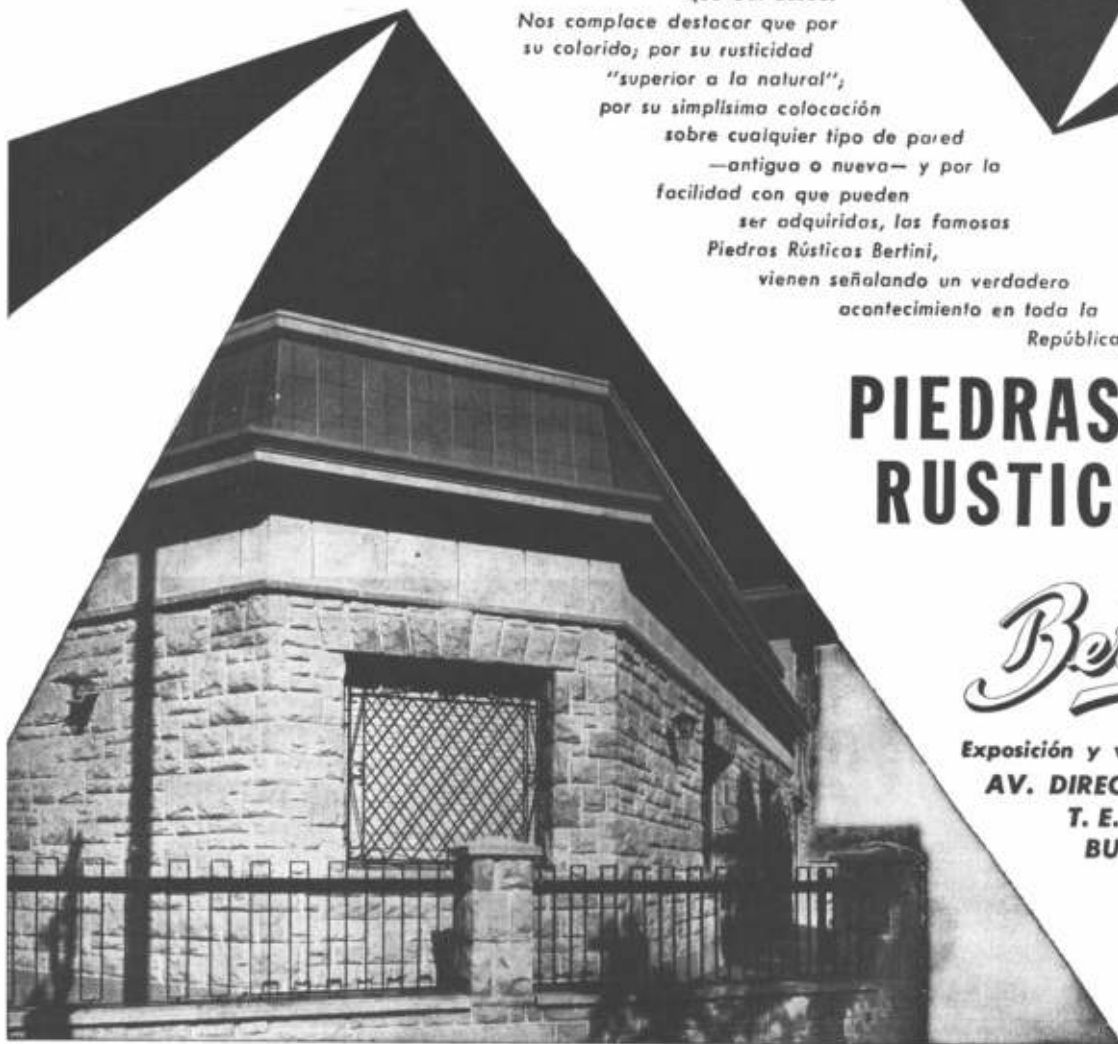 Nos complace destacar que por
su colorido; por su rusticidad
"superior a la natural";
por su simplísima colocación
sobre cualquier tipo de pared
—antigua o nueva— y por la
facilidad con que pueden
ser adquiridas, las famosas
Piedras Rústicas Bertini,
vienen señalando un verdadero
acontecimiento en toda la
República
PIEDRAS
RUSTIC
Be
Exposición y v
AV. DIREC
T. E.
BU